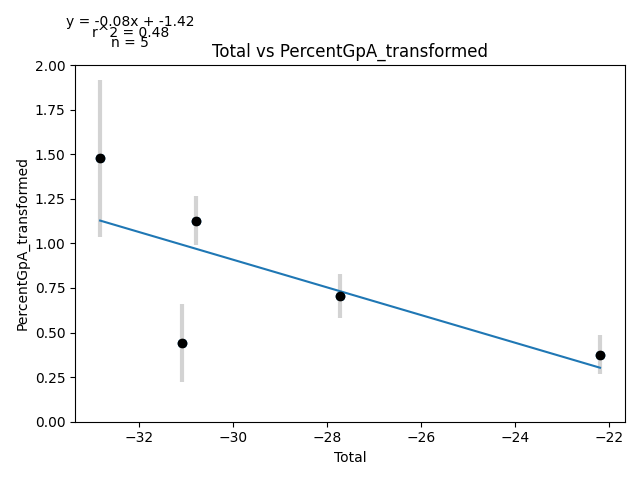 y = -0.08x + -1.42
r^2 = 0.48
n = 5
Total vs PercentGpA_transformed
2.00
1.75
1.50
1.25
1.00
0.75
0.50
0.25
0.00
PercentGpA_transformed
−32
−30
−28
−26
−24
−22
Total